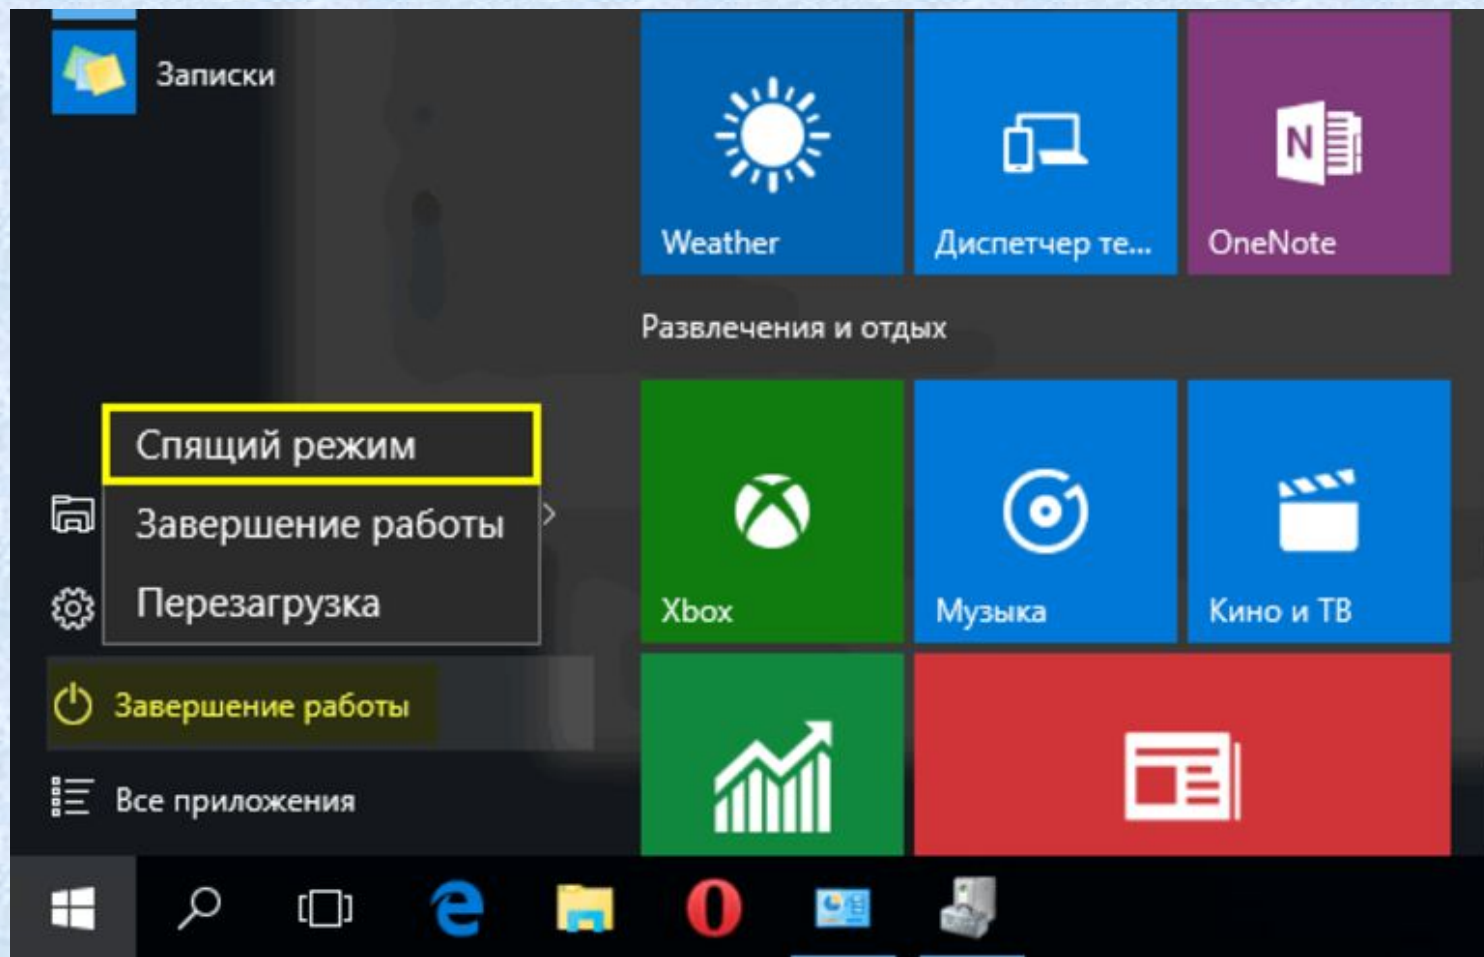 Записки
Спящий режим
Завершение работы
Перезагрузка
Завершение работы
Все приложения
Weather
Диспетчер те...
OneNote
Развлечения и отдых
Xbox
Музыка
Кино и ТВ